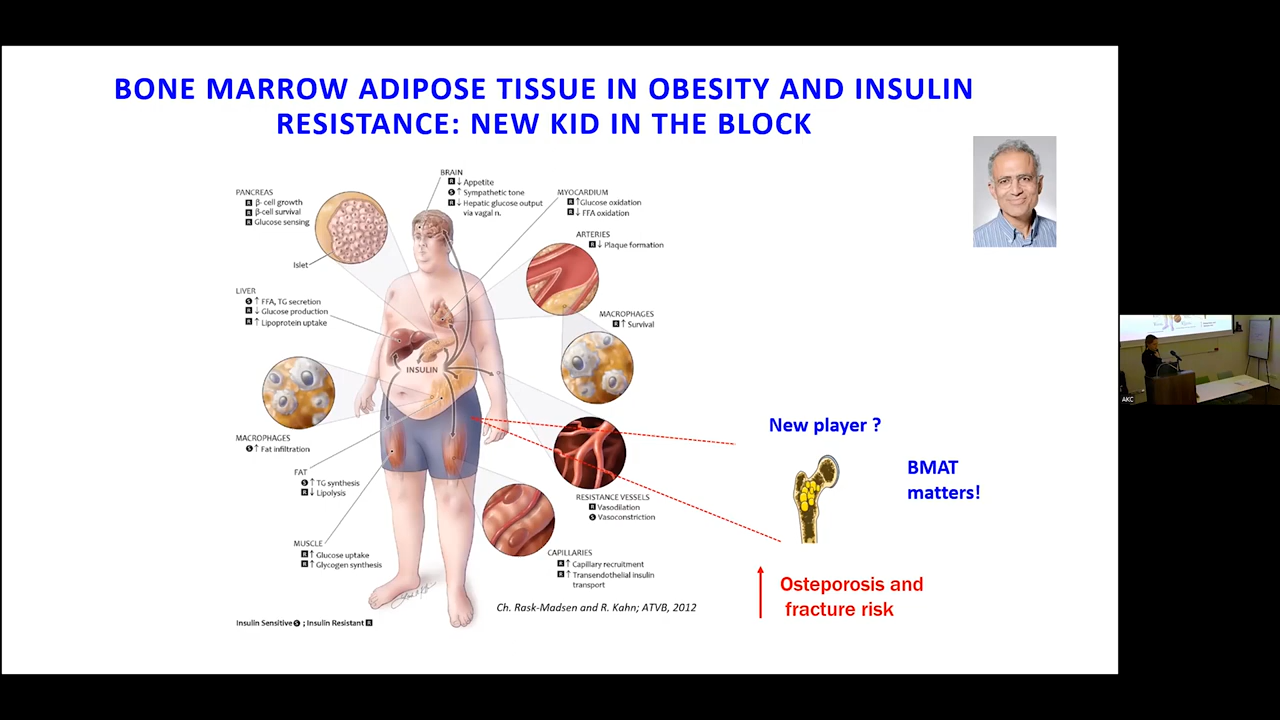 BONE MARROW ADIPOSE TISSUE IN OBESITY AND INSULIN
RESISTANCE: NEW KID IN THE BLOCK
BRAIN
R ↓ Appetite
S ↑ Sympathetic tone
R ↓ Hepatic glucose output
via vagal n.
PANCREAS
R β- cell growth
R β-cell survival
R Glucose sensing
Islet
MYOCARDIUM
R ↑Glucose oxidation
R ↓ FFA oxidation
ARTERIES
R ↓ Plaque formation
LIVER
S ↑ FFA, TG secretion
R ↓ Glucose production
R ↑ Lipoprotein uptake
MACROPHAGES
R ↑ Survival
INSULIN
MACROPHAGES
S ↑ Fat infiltration
FAT
S ↑ TG synthesis
R ↓ Lipolysis
RESISTANCE VESSELS
R Vasodilation
S Vasoconstriction
MUSCLE
R ↑ Glucose uptake
R ↑ Glycogen synthesis
CAPILLARIES
R ↑ Capillary recruitment
R ↑ Transendothelial insulin
transport
Ch. Rask-Madsen and R. Kahn; ATVB, 2012
Insulin Sensitive S ; Insulin Resistant R
New player ?
BMAT
matters!
Osteporosis and
fracture risk
AKC